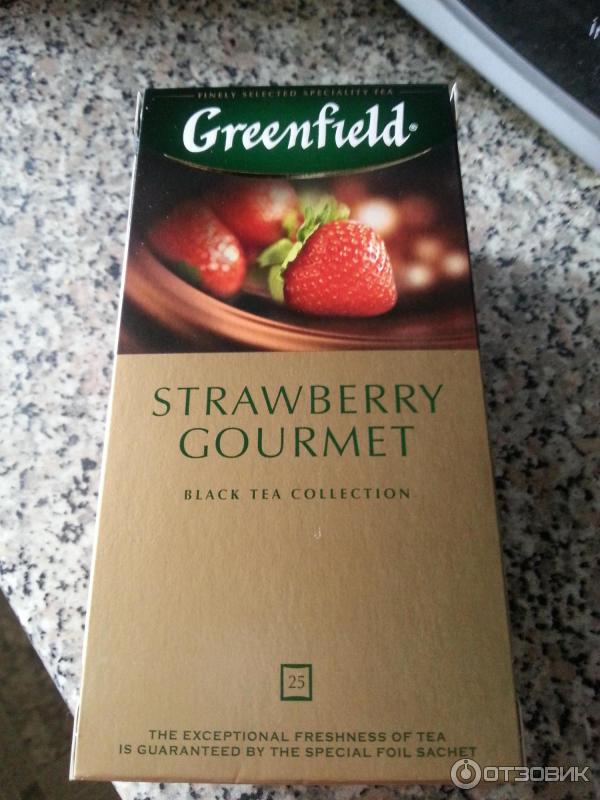 FINELY SELECTED SPECIALITY TEA
Greenfield®
STRAWBERRY
GOURMET
BLACK TEA COLLECTION
25
THE EXCEPTIONAL FRESHNESS OF TEA
IS GUARANTEED BY THE SPECIAL FOIL SACHET
ОТЗОВИК